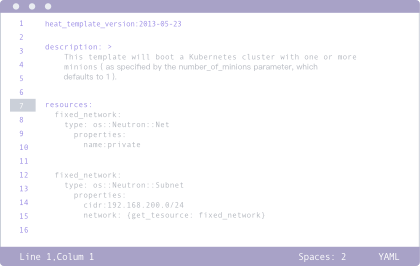 1 heat_template_version:2013-05-23
2
3 description: >
4 This template will boot a Kubernetes cluster with one or more
5 minions [ as specified by the number_of_minions parameter, which
defaults to 1 ].
6
7 resources:
8 fixed_network:
9 type: os::Neutron::Net
properties:
10 name:private
11
12 fixed_network:
13 type: os::Neutron::Subnet
14 properties:
cidr:192.168.200.0/24
15 network: {get_tesource: fixed_network}
16
Line 1,Colum 1 Spaces: 2 YAML